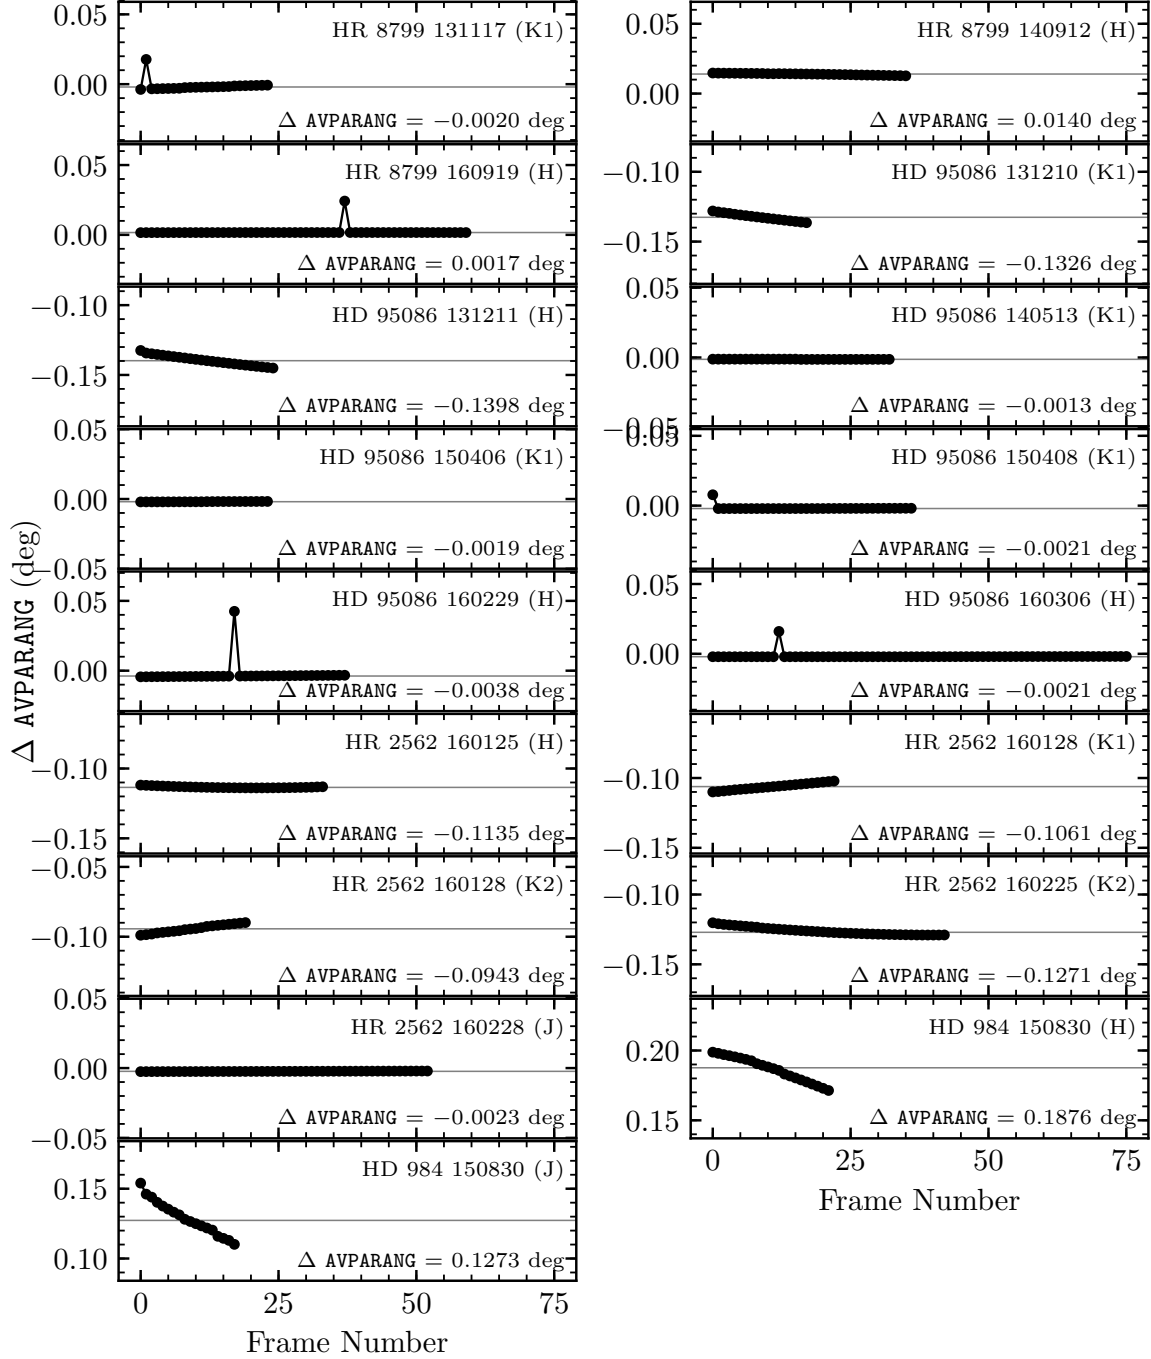 0.05
0.00
HR 8799 131117 (K1)
Δ AVPARANG = −0.0020 deg
0.05
0.00
HR 8799 140912 (H)
Δ AVPARANG = 0.0140 deg
0.05
0.00
HR 8799 160919 (H)
Δ AVPARANG = 0.0017 deg
−0.10
−0.15
HD 95086 131210 (K1)
Δ AVPARANG = −0.1326 deg
−0.10
−0.15
HD 95086 131211 (H)
Δ AVPARANG = −0.1398 deg
0.05
0.00
−0.05
HD 95086 140513 (K1)
Δ AVPARANG = −0.0013 deg
0.05
0.00
−0.05
HD 95086 150406 (K1)
Δ AVPARANG = −0.0019 deg
0.05
0.00
HD 95086 150408 (K1)
Δ AVPARANG = −0.0021 deg
0.05
0.00
HD 95086 160229 (H)
Δ AVPARANG = −0.0038 deg
0.05
0.00
HD 95086 160306 (H)
Δ AVPARANG = −0.0021 deg
−0.10
−0.15
HR 2562 160125 (H)
Δ AVPARANG = −0.1135 deg
−0.10
−0.15
HR 2562 160128 (K1)
Δ AVPARANG = −0.1061 deg
−0.05
−0.10
HR 2562 160128 (K2)
Δ AVPARANG = −0.0943 deg
−0.10
−0.15
HR 2562 160225 (K2)
Δ AVPARANG = −0.1271 deg
0.05
0.00
−0.05
HR 2562 160228 (J)
Δ AVPARANG = −0.0023 deg
0.20
0.15
HD 984 150830 (H)
Δ AVPARANG = 0.1876 deg
0 25 50 75
Frame Number
0.15
0.10
HD 984 150830 (J)
Δ AVPARANG = 0.1273 deg
0 25 50 75
Frame Number
Δ AVPARANG (deg)